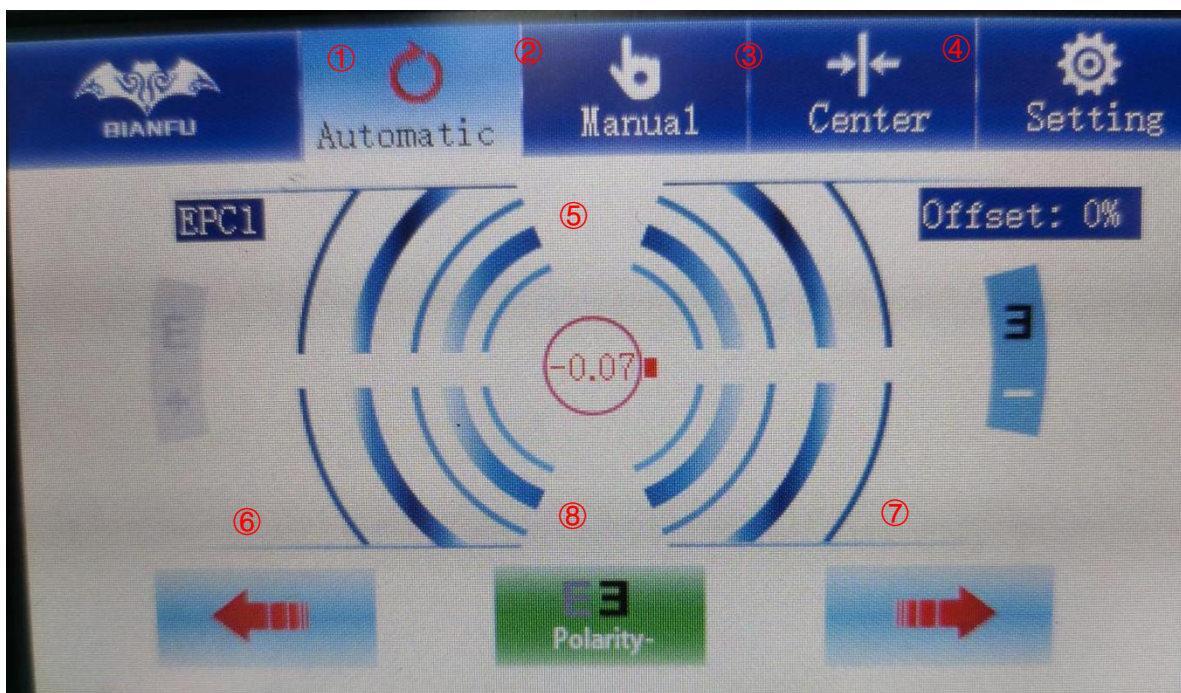 ① ② ③ ④
BIANFU
Automatic
Manual
Center
Setting
EPC1
⑤
Offset: 0%
E
+
-0.07
E
-
⑥
⑧
⑦
E E
Polarity-